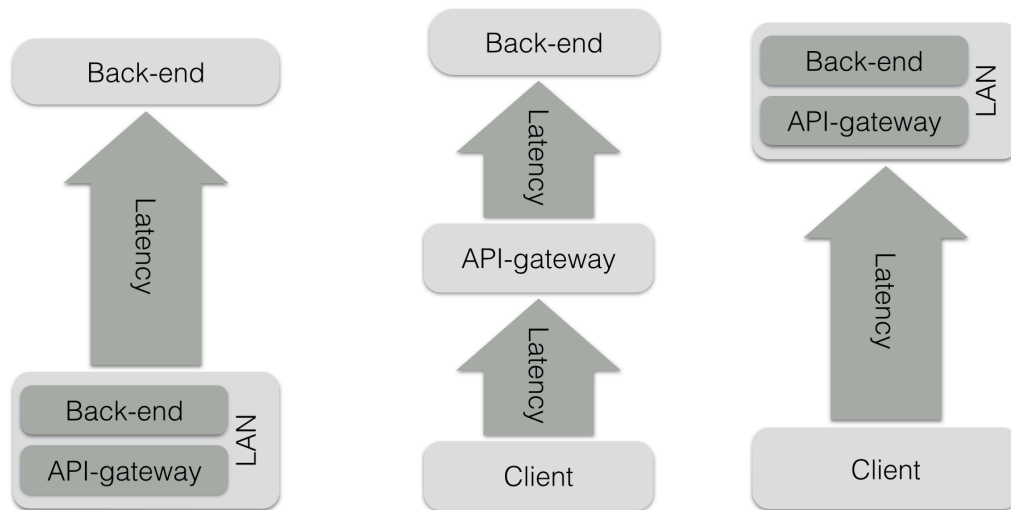 Back-end
Latency
Back-end
API-gateway
LAN
Back-end
Latency
API-gateway
Latency
Client
Back-end
API-gateway
LAN
Latency
Client